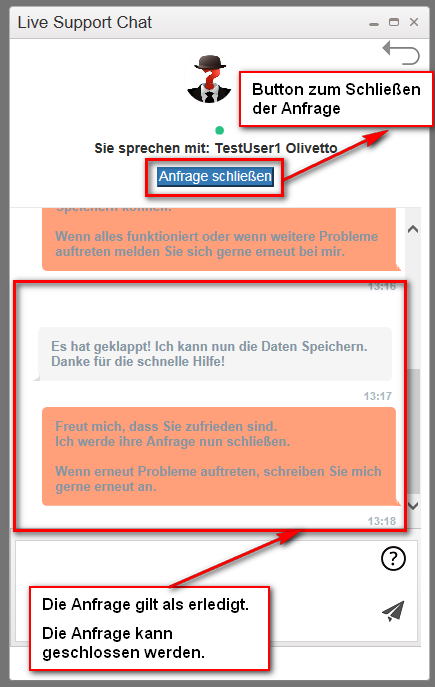 Live Support Chat
Button zum Schließen
der Anfrage
Sie sprechen mit: TestUser1 Olivetto
Anfrage schließen
Speichern können.
Wenn alles funktioniert oder wenn weitere Probleme
auftreten melden Sie sich gerne erneut bei mir.
13:16
Es hat geklappt! Ich kann nun die Daten Speichern.
Danke für die schnelle Hilfe!
13:17
Freut mich, dass Sie zufrieden sind.
Ich werde ihre Anfrage nun schließen.
Wenn erneut Probleme auftreten, schreiben Sie mich
gerne erneut an.
13:18
Die Anfrage gilt als erledigt.
Die Anfrage kann
geschlossen werden.